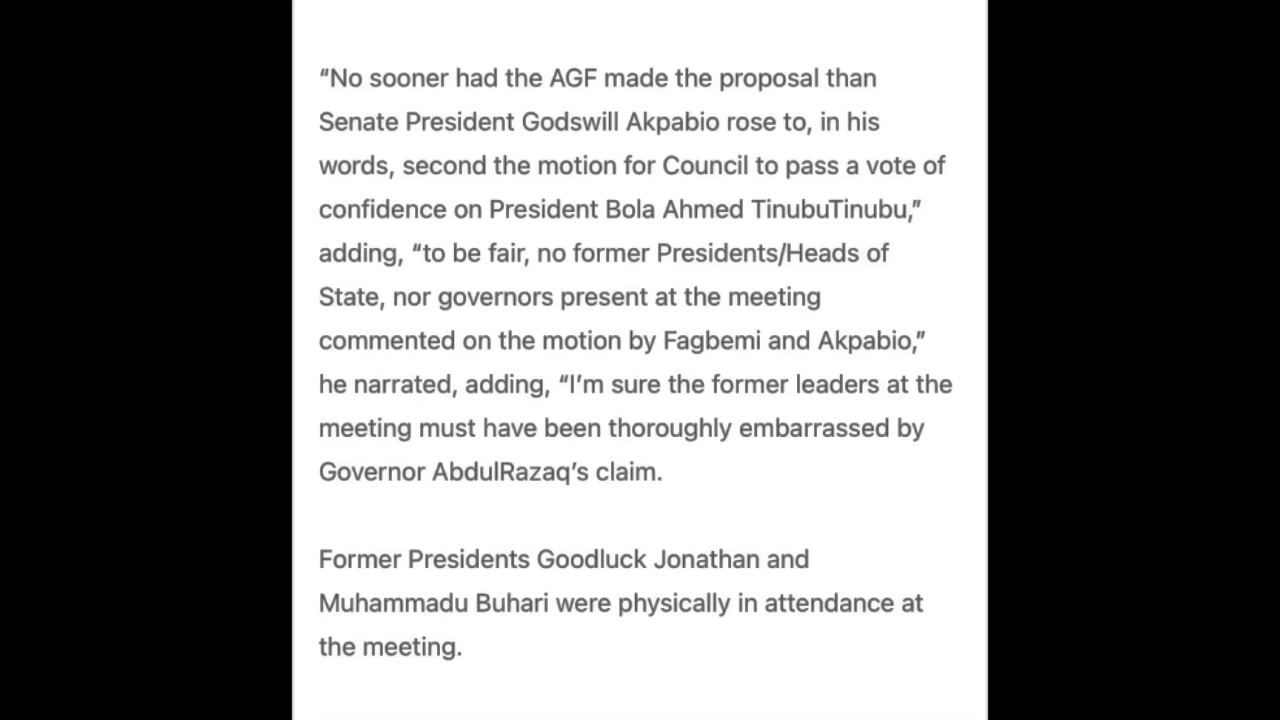 “No sooner had the AGF made the proposal than
Senate President Godswill Akpabio rose to, in his
words, second the motion for Council to pass a vote of
confidence on President Bola Ahmed TinubuTinubu,”
adding, “to be fair, no former Presidents/Heads of
State, nor governors present at the meeting
commented on the motion by Fagbemi and Akpabio,”
he narrated, adding, “I’m sure the former leaders at the
meeting must have been thoroughly embarrassed by
Governor AbdulRazaq’s claim.
Former Presidents Goodluck Jonathan and
Muhammadu Buhari were physically in attendance at
the meeting.